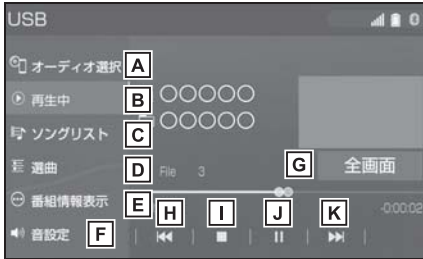 USB
オーディオ選択 A
再生中 B ○○○○○
ソングリスト C ○○○○○
選曲 D File 3 G 全画面
番組情報表示 E -0:00:02
音設定 F H I J K